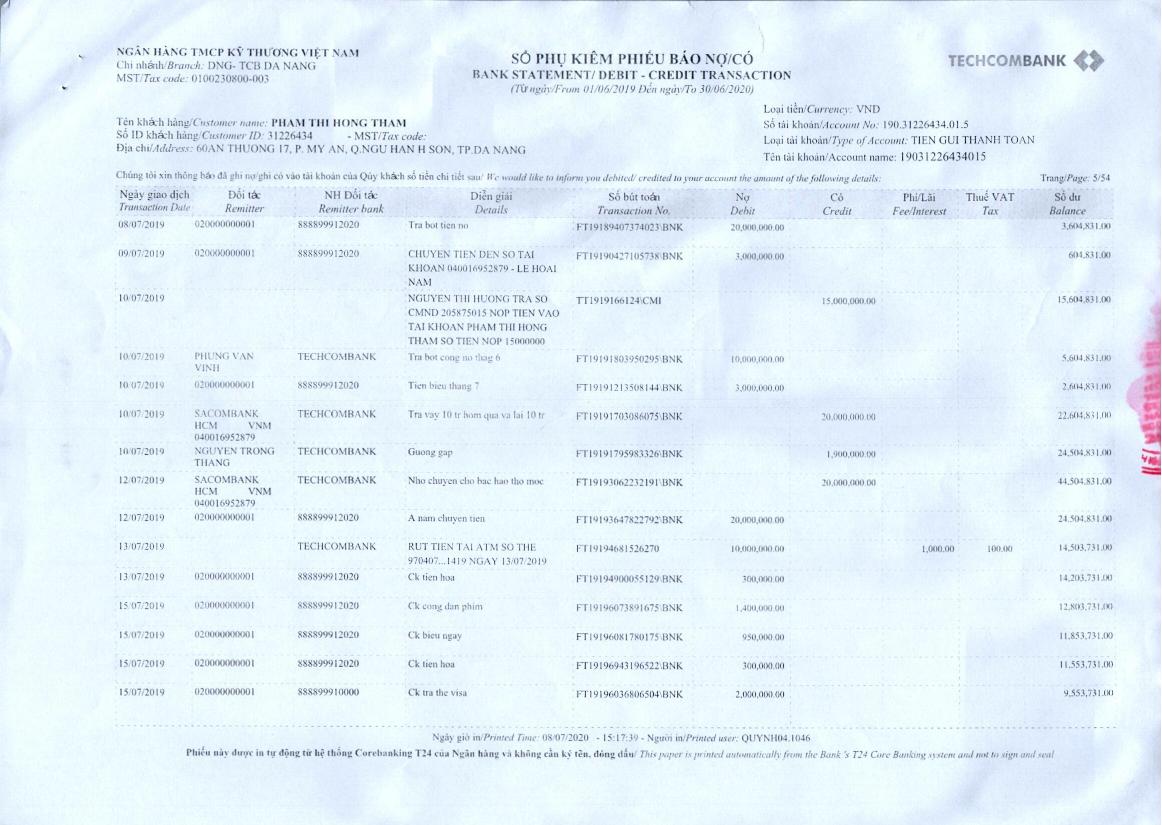 NGÂN HÀNG TMCP KỸ THƯƠNG VIỆT NAM
Chi nhánh/Branch: DNG- TCB DA NANG
MST/Tax code: 0100230800-003
SỔ PHỤ KIÊM PHIẾU BÁO NỢ/CÓ
BANK STATEMENT/ DEBIT - CREDIT TRANSACTION
(Từ ngày/From 01/06/2019 Đến ngày/To 30/06/2020)
TECHCOMBANK
Loại tiền/Currency: VND
Số tài khoản/Account No: 190.31226434.01.5
Loại tài khoản/Type of Account: TIEN GUI THANH TOAN
Tên tài khoản/Account name: 19031226434015
Tên khách hàng/Customer name: PHAM THI HONG THAM
Số ID khách hàng/Customer ID: 31226434 - MST/Tax code:
Địa chỉ/Address: 60AN THUONG 17, P. MY AN, Q.NGU HAN H SON, TP.DA NANG
Chúng tôi xin thông báo đã ghi nợ/ghi có vào tài khoản của Qúy khách số tiền chi tiết sau/ We would like to inform you debited/ credited to your account the amount of the following details:
Trang/Page: 5/54
Ngày giao dịch Đối tác NH Đối tác Diễn giải Số bút toán Nợ Có Phí/Lãi Thuế VAT Số dư
Transaction Date Remitter Remitter bank Details Transaction No. Debit Credit Fee/Interest Tax Balance
08/07/2019 020000000001 888899912020 Tra bot tien no FT19189407374023\BNK 20,000,000.00 3,604,831.00
09/07/2019 020000000001 888899912020 CHUYEN TIEN DEN SO TAI FT19190427105738\BNK 3,000,000.00 604,831.00
KHOAN 040016952879 - LE HOAI
NAM
10/07/2019 NGUYEN THI HUONG TRA SO TT1919166124\CMI 15,000,000.00 15,604,831.00
CMND 205875015 NOP TIEN VAO
TAI KHOAN PHAM THI HONG
THAM SO TIEN NOP 15000000
10/07/2019 PHUNG VAN TECHCOMBANK Tra bot cong no thag 6 FT19191803950295\BNK 10,000,000.00 5,604,831.00
VINH
10/07/2019 020000000001 888899912020 Tien bieu thang 7 FT19191213508144\BNK 3,000,000.00 2,604,831.00
10/07/2019 SACOMBANK TECHCOMBANK Tra vay 10 tr hom qua va lai 10 tr FT19191703086075\BNK 20,000,000.00 22,604,831.00
HCM VNM
040016952879
10/07/2019 NGUYEN TRONG TECHCOMBANK Guong gap FT19191795983326\BNK 1,900,000.00 24,504,831.00
THANG
12/07/2019 SACOMBANK TECHCOMBANK Nho chuyen cho bac hao tho moc FT19193062232191\BNK 20,000,000.00 44,504,831.00
HCM VNM
040016952879
12/07/2019 020000000001 888899912020 A nam chuyen tien FT19193647822792\BNK 20,000,000.00 24,504,831.00
13/07/2019 TECHCOMBANK RUT TIEN TAI ATM SO THE FT19194681526270 10,000,000.00 1,000.00 100.00 14,503,731.00
970407...1419 NGAY 13/07/2019
13/07/2019 020000000001 888899912020 Ck tien hoa FT19194900055129\BNK 300,000.00 14,203,731.00
15/07/2019 020000000001 888899912020 Ck cong dan phim FT19196073891675\BNK 1,400,000.00 12,803,731.00
15/07/2019 020000000001 888899912020 Ck bieu ngay FT19196081780175\BNK 950,000.00 11,853,731.00
15/07/2019 020000000001 888899912020 Ck tien hoa FT19196943196522\BNK 300,000.00 11,553,731.00
15/07/2019 020000000001 888899910000 Ck tra the visa FT19196036806504\BNK 2,000,000.00 9,553,731.00
Ngày giờ in/Printed Time: 08/07/2020 - 15:17:39 - Người in/Printed user: QUYNH04.1046
Phiếu này được in tự động từ hệ thống Corebanking T24 của Ngân hàng và không cần ký tên, đóng dấu/ This paper is printed automatically from the Bank 's T24 Core Banking system and not to sign and seal